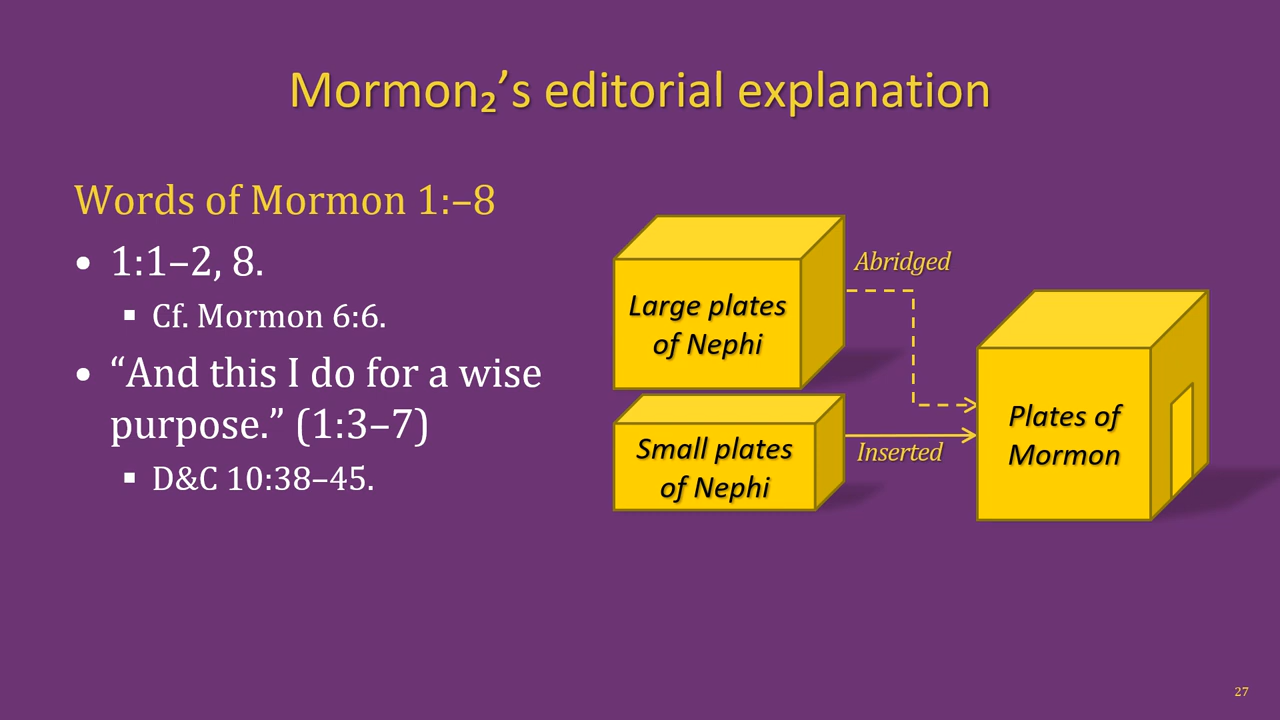 Mormon₂’s editorial explanation
Words of Mormon 1:–8
• 1:1–2, 8.
▪ Cf. Mormon 6:6.
• “And this I do for a wise
purpose.” (1:3–7)
▪ D&C 10:38–45.
Large plates
of Nephi
Abridged
Small plates
of Nephi
Inserted
Plates of
Mormon
27